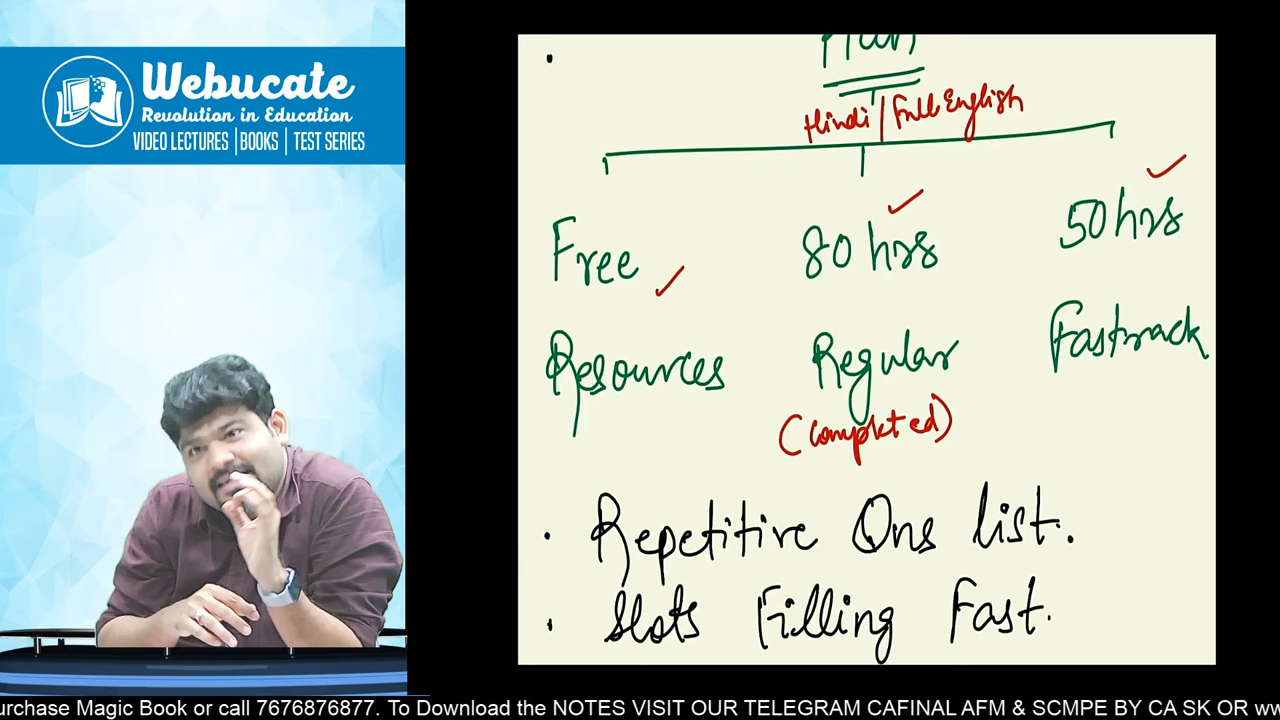 Webucate
Revolution in Education
VIDEO LECTURES | BOOKS | TEST SERIES
Plan
Hindi / Full English
Free 80 hrs 50 hrs
Resources Regular Fastrack
(Completed)
• Repetitive Qns list.
• Slots Filling Fast.
urchase Magic Book or call 7676876877. To Download the NOTES VISIT OUR TELEGRAM CAFINAL AFM & SCMPE BY CA SK OR ww